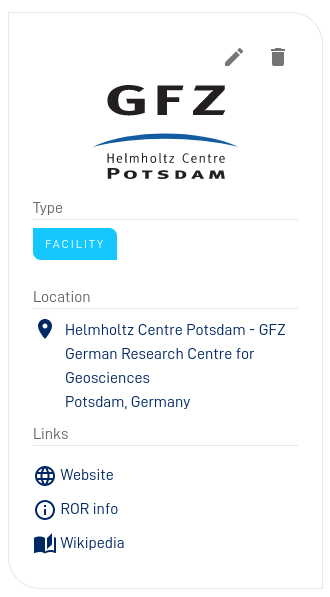 GFZ
Helmholtz Centre
POTSDAM
Type
FACILITY
Location
Helmholtz Centre Potsdam - GFZ
German Research Centre for
Geosciences
Potsdam, Germany
Links
Website
ROR info
Wikipedia